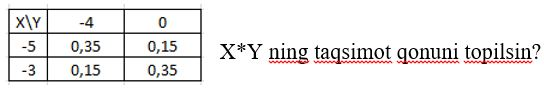 X\Y -4 0
-5 0,35 0,15
-3 0,15 0,35
X*Y ning taqsimot qonuni topilsin?